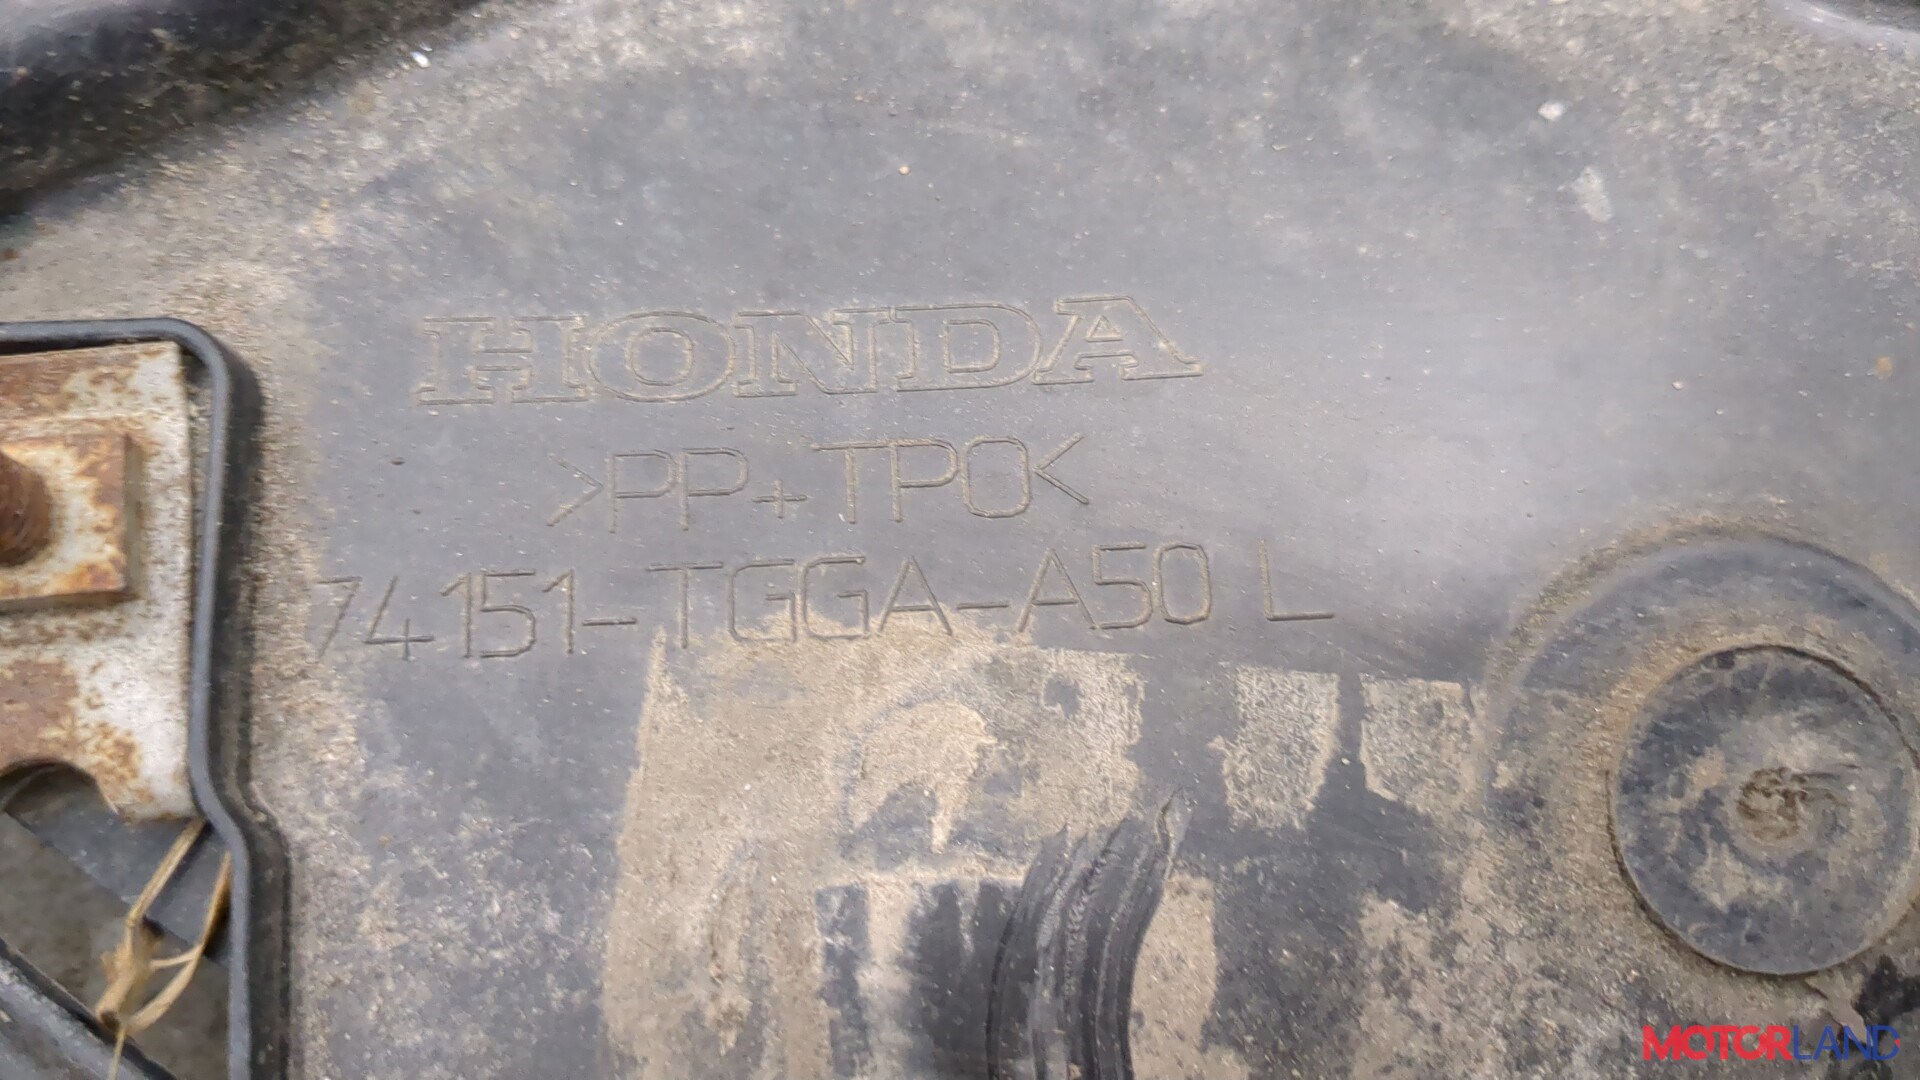 HONDA
>PP+TPO<
74151-TGGA-A50 L
MOTORLAND